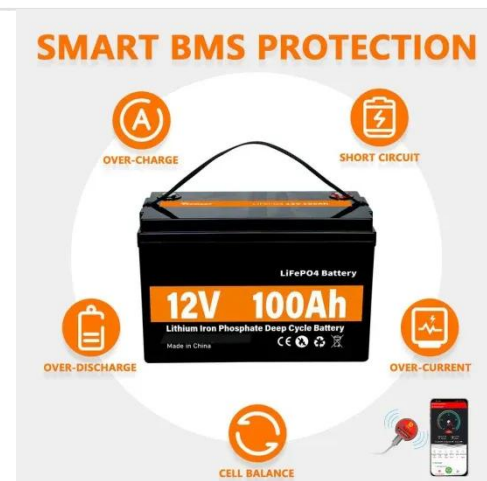 SMART BMS PROTECTION
OVER-CHARGE
SHORT CIRCUIT
LiFePO4 Battery
12V 100Ah
Lithium Iron Phosphate Deep Cycle Battery
Made in China
CE
OVER-DISCHARGE
OVER-CURRENT
CELL BALANCE